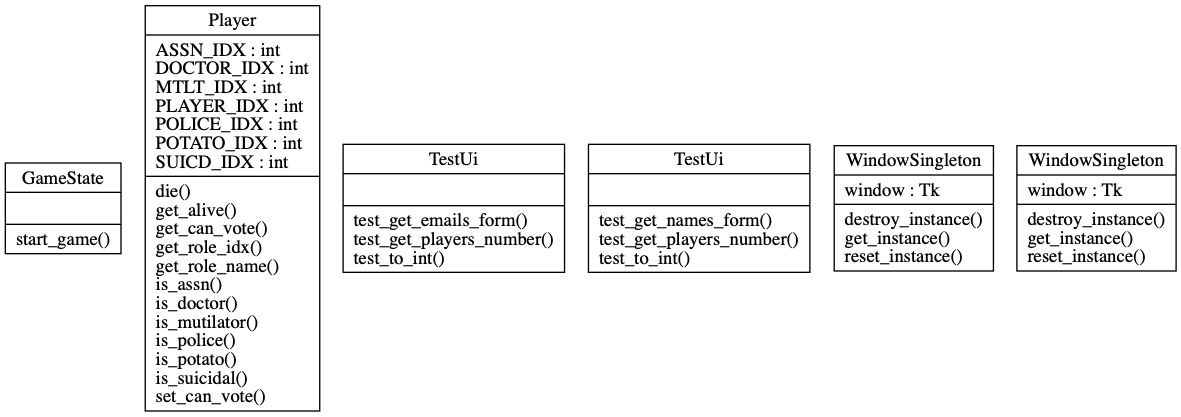 GameState
start_game()
Player
ASSN_IDX : int
DOCTOR_IDX : int
MTLT_IDX : int
PLAYER_IDX : int
POLICE_IDX : int
POTATO_IDX : int
SUICD_IDX : int
die()
get_alive()
get_can_vote()
get_role_idx()
get_role_name()
is_assn()
is_doctor()
is_mutilator()
is_police()
is_potato()
is_suicidal()
set_can_vote()
TestUi
test_get_emails_form()
test_get_players_number()
test_to_int()
TestUi
test_get_names_form()
test_get_players_number()
test_to_int()
WindowSingleton
window : Tk
destroy_instance()
get_instance()
reset_instance()
WindowSingleton
window : Tk
destroy_instance()
get_instance()
reset_instance()